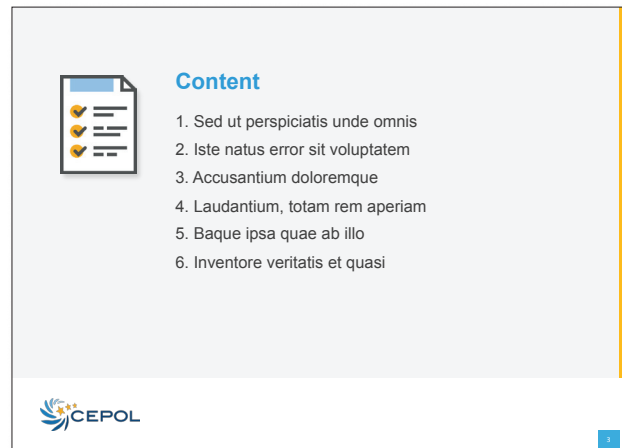 Content
1. Sed ut perspiciatis unde omnis
2. Iste natus error sit voluptatem
3. Accusantium doloremque
4. Laudantium, totam rem aperiam
5. Baque ipsa quae ab illo
6. Inventore veritatis et quasi
CEPOL
3